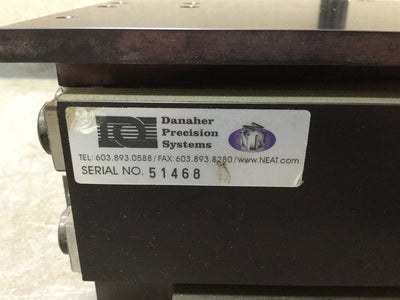 Danaher
Precision
Systems
TEL: 603.893.0588/FAX: 603.893.8280/www.NEAT.com
SERIAL NO. 51468